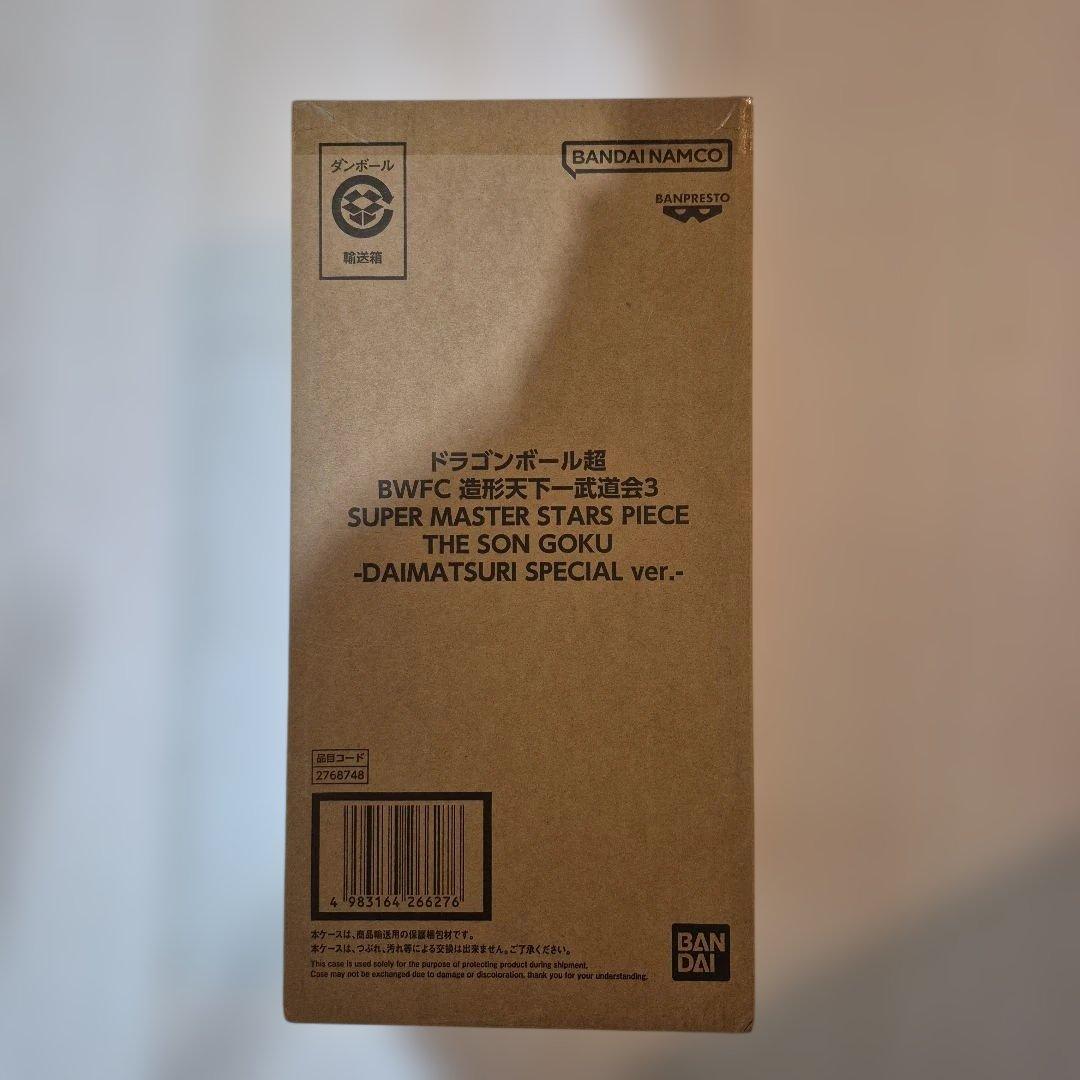 ダンボール
輸送箱
BANDAI NAMCO
BANPRESTO
ドラゴンボール超
BWFC 造形天下一武道会3
SUPER MASTER STARS PIECE
THE SON GOKU
-DAIMATSURI SPECIAL ver.-
品目コード
2768748
4 983164 266276
本ケースは、商品輸送用の保護梱包材です。
本ケースは、つぶれ、汚れ等による交換は出来ません。ご了承ください。
This case is used solely for the purpose of protecting product during shipment.
Case may not be exchanged due to damage or discoloration. thank you for your understanding.
BAN
DAI